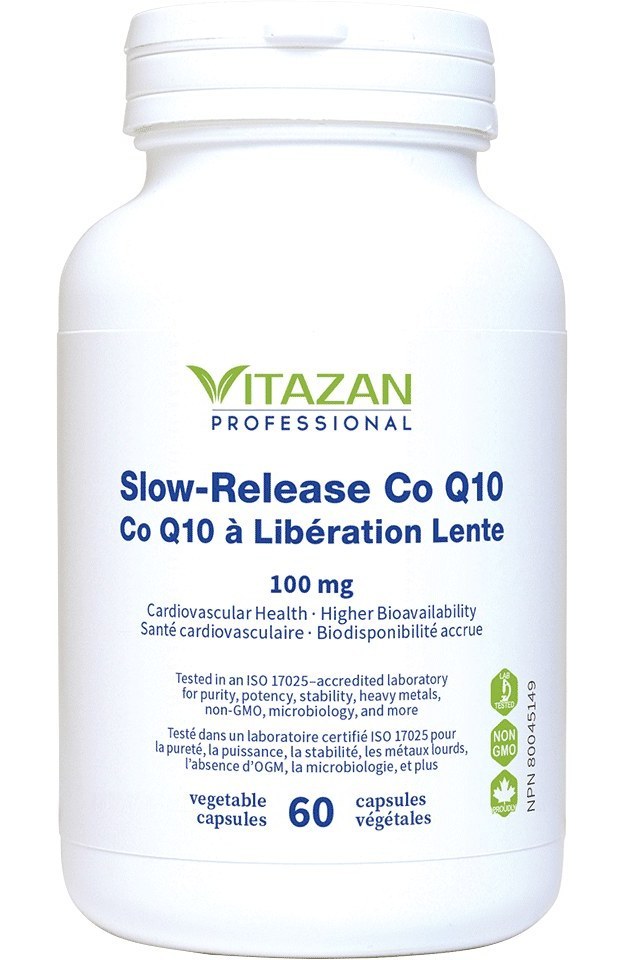 VITAZAN
PROFESSIONAL
Slow-Release Co Q10
Co Q10 à Libération Lente
100 mg
Cardiovascular Health · Higher Bioavailability
Santé cardiovasculaire · Biodisponibilité accrue
Tested in an ISO 17025–accredited laboratory
for purity, potency, stability, heavy metals,
non-GMO, microbiology, and more
Testé dans un laboratoire certifié ISO 17025 pour
la pureté, la puissance, la stabilité, les métaux lourds,
l'absence d'OGM, la microbiologie, et plus
vegetable
capsules
60
capsules
végétales
LAB
TESTED
NON
GMO
PROUDLY
NPN 80045149